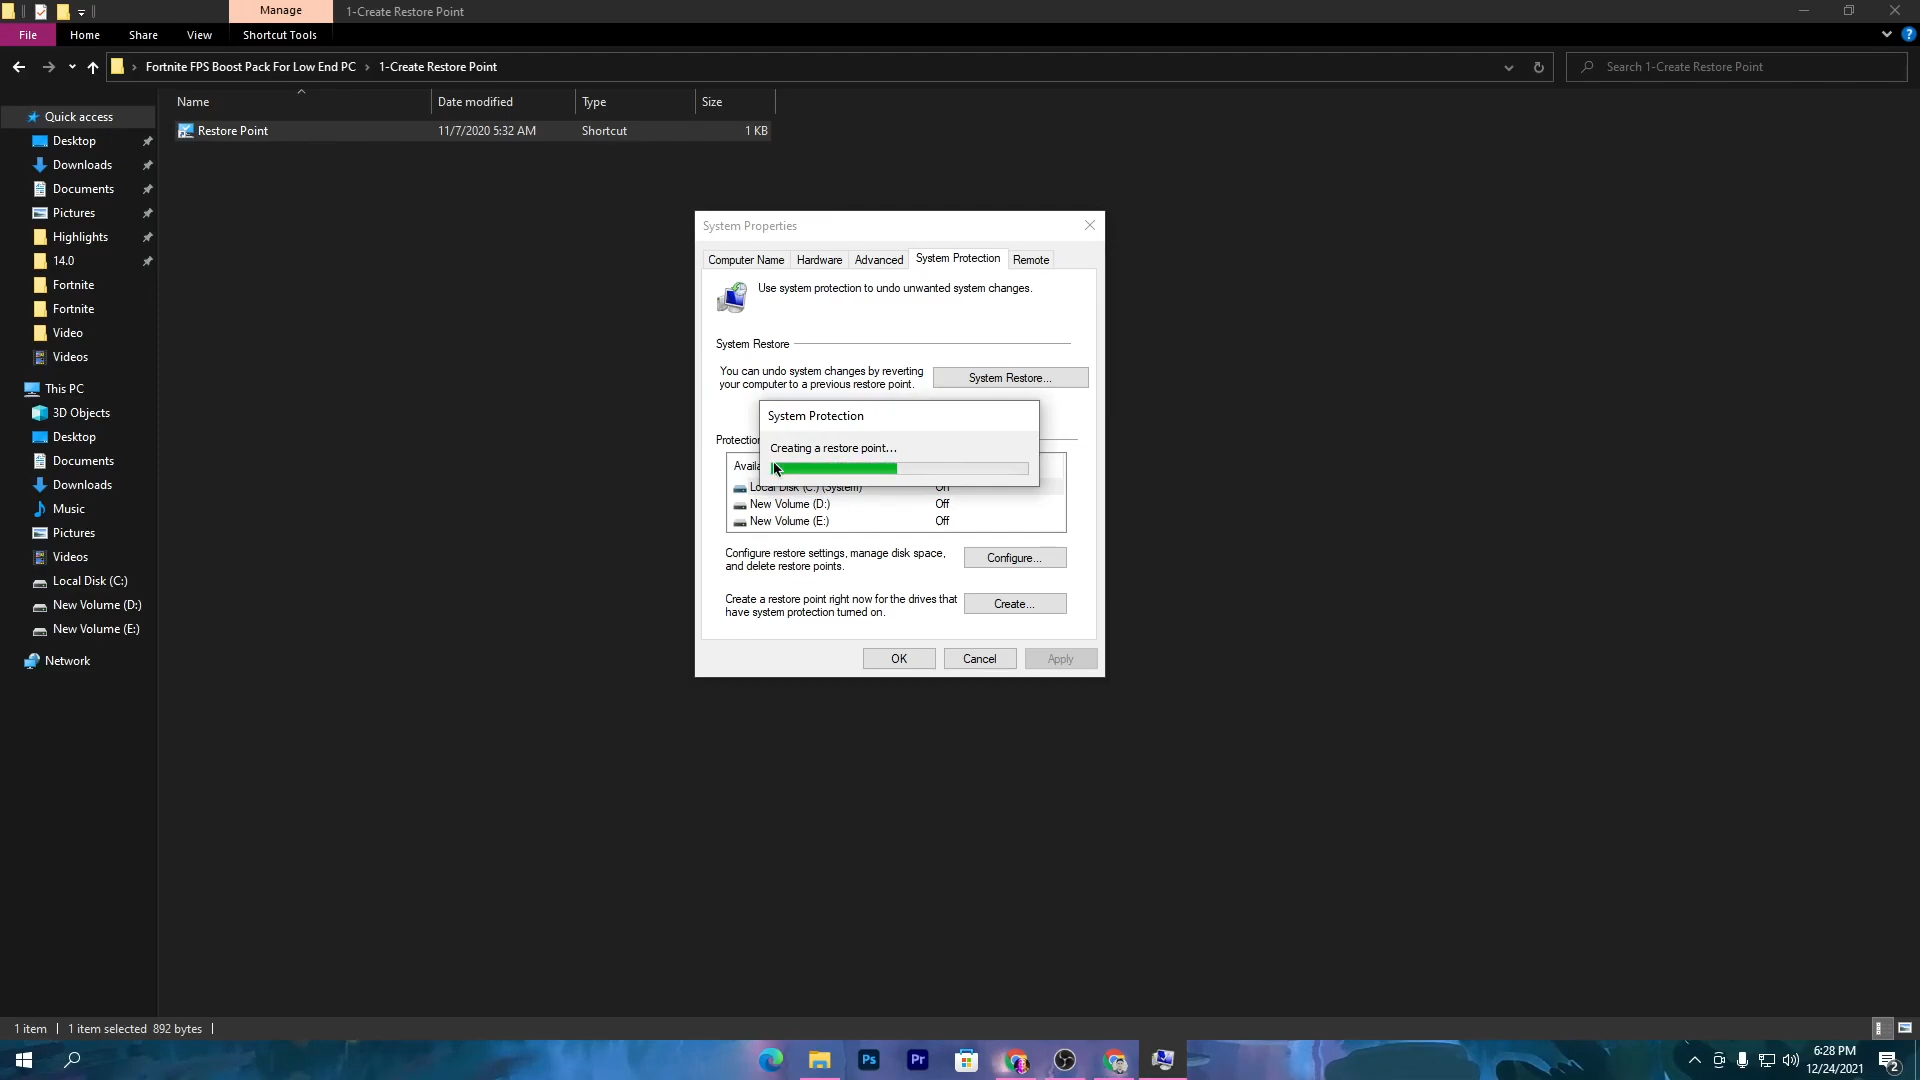 Manage
1-Create Restore Point
File
Home
Share
View
Shortcut Tools
Fortnite FPS Boost Pack For Low End PC
1-Create Restore Point
Search 1-Create Restore Point
Name
Date modified
Type
Size
Restore Point
11/7/2020 5:32 AM
Shortcut
1 KB
Quick access
Desktop
Downloads
Documents
Pictures
Highlights
14.0
Fortnite
Fortnite
Video
Videos
This PC
3D Objects
Desktop
Documents
Downloads
Music
Pictures
Videos
Local Disk (C:)
New Volume (D:)
New Volume (E:)
Network
System Properties
Computer Name
Hardware
Advanced
System Protection
Remote
Use system protection to undo unwanted system changes.
System Restore
You can undo system changes by reverting
your computer to a previous restore point.
System Restore...
System Protection
Creating a restore point...
Protection
Local Disk (C:) (System)
On
New Volume (D:)
Off
New Volume (E:)
Off
Configure restore settings, manage disk space,
and delete restore points.
Configure...
Create a restore point right now for the drives that
have system protection turned on.
Create...
OK
Cancel
Apply
1 item
1 item selected 892 bytes
Ps
Pr
6:28 PM
12/24/2021
2